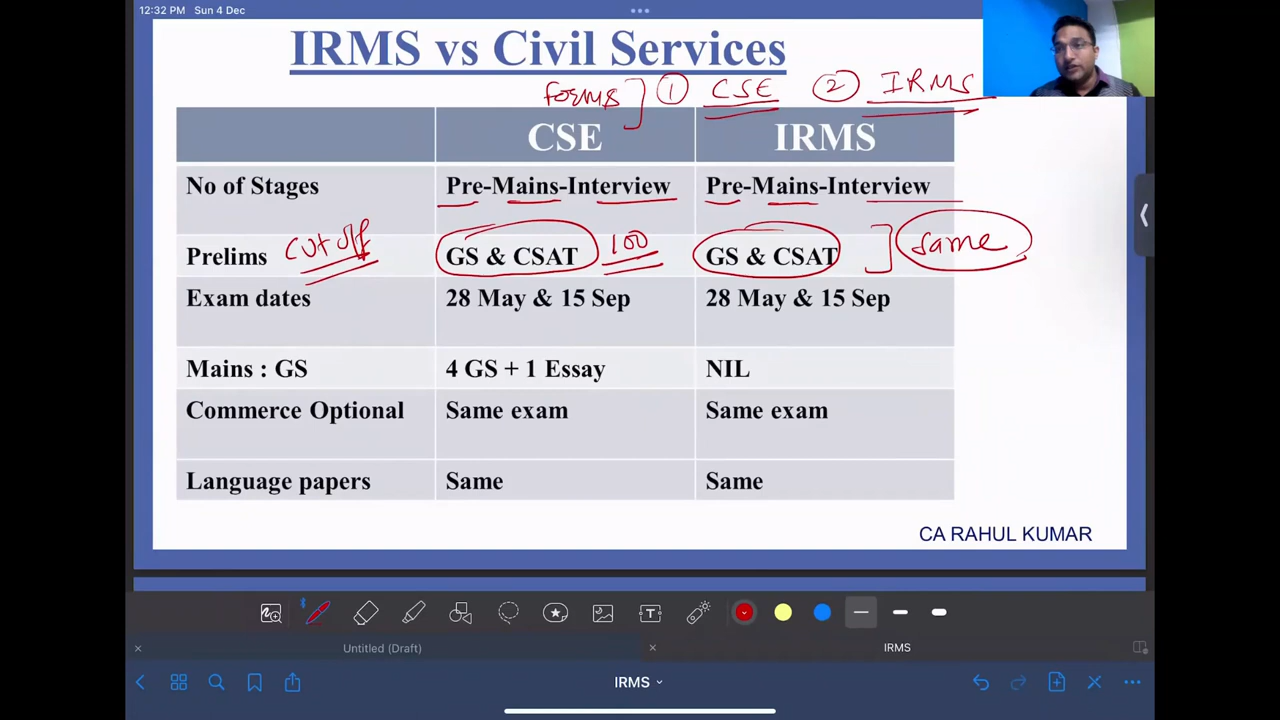 12:32 PM Sun 4 Dec
IRMS vs Civil Services
forms ① CSE ② IRMS
CSE IRMS
No of Stages Pre-Mains-Interview Pre-Mains-Interview
Prelims cutoff GS & CSAT 100 GS & CSAT same
Exam dates 28 May & 15 Sep 28 May & 15 Sep
Mains : GS 4 GS + 1 Essay NIL
Commerce Optional Same exam Same exam
Language papers Same Same
CA RAHUL KUMAR
Untitled (Draft) IRMS
IRMS